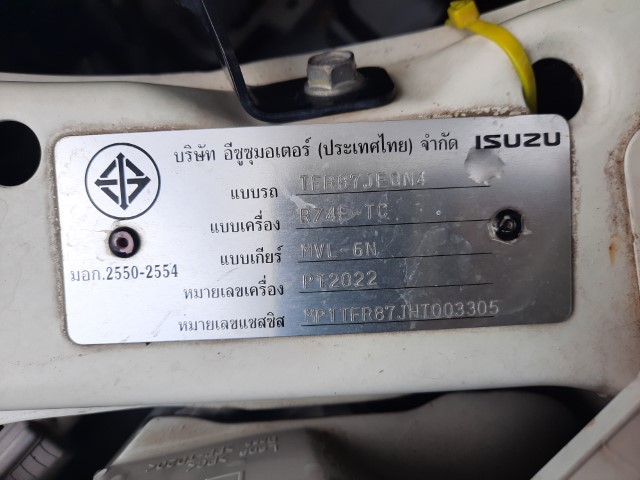 บริษัท อีซูซุมอเตอร์ (ประเทศไทย) จำกัด ISUZU
แบบรถ TFR87JEQN4
แบบเครื่อง RZ4E-TC
แบบเกียร์ MVL-6N
มอก.2550-2554
หมายเลขเครื่อง PT2022
หมายเลขแชสซิส MP1TFR87JHT003305